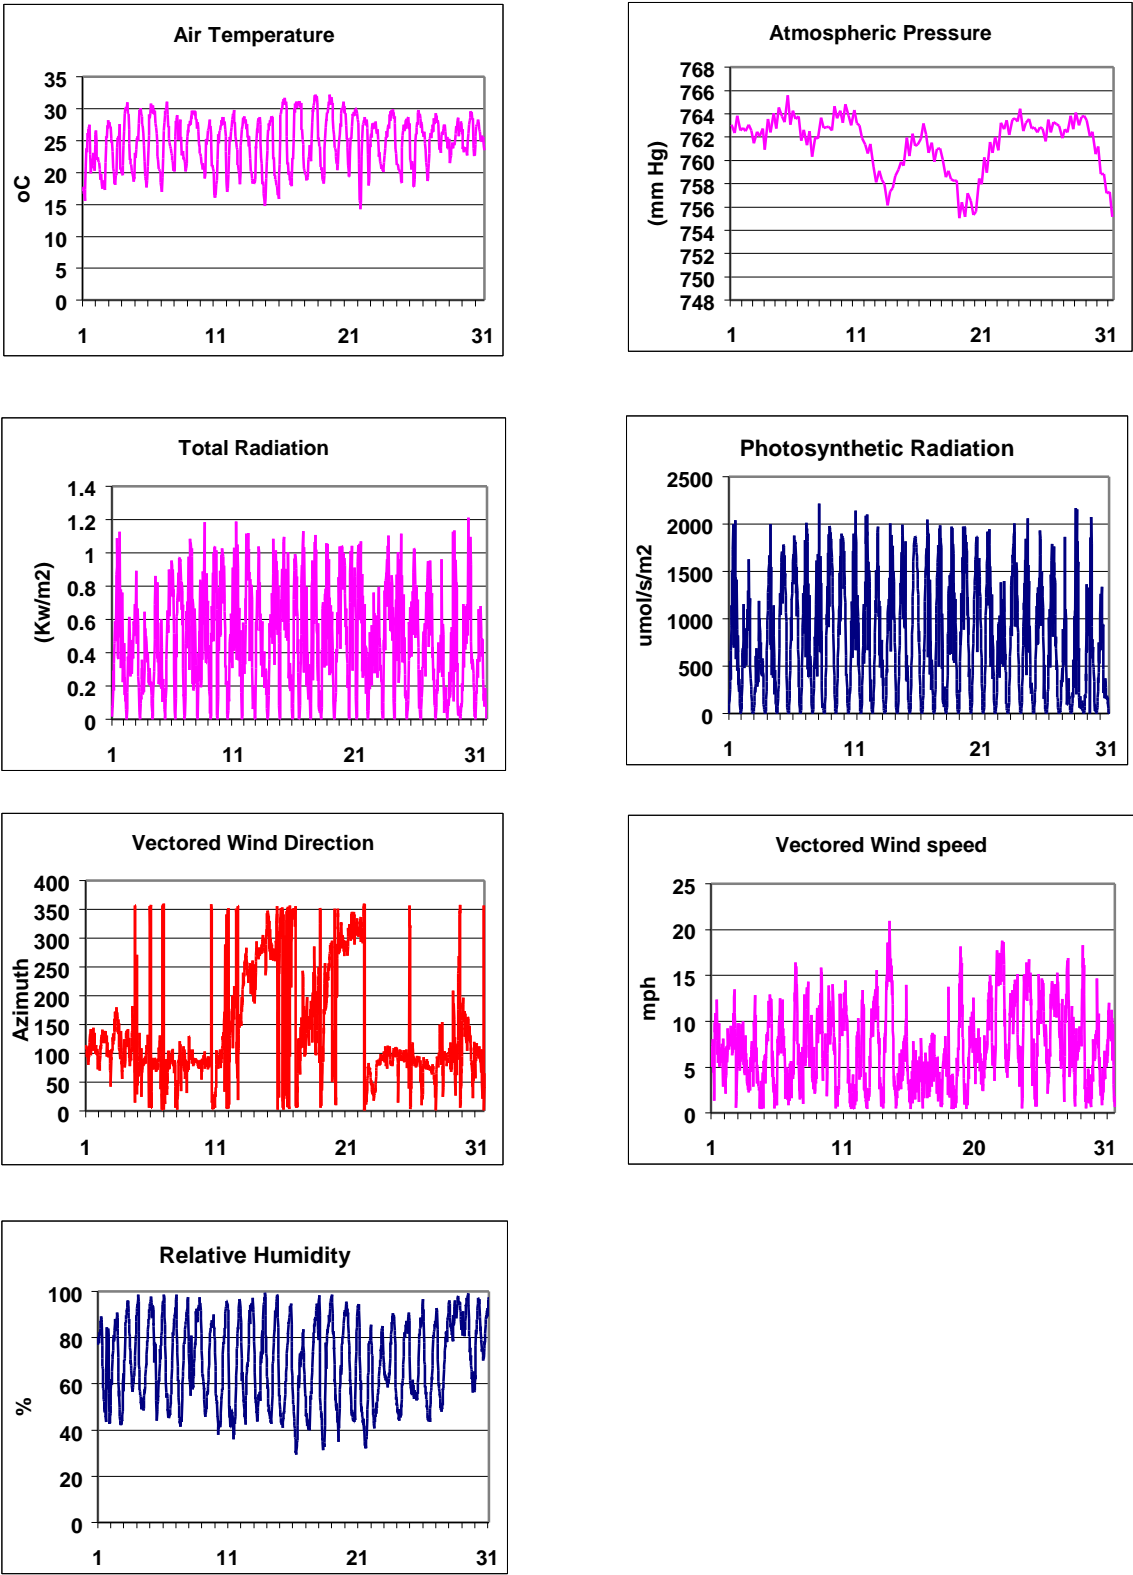 Air Temperature
35
30
25
20
15
10
5
0
oC
1 11 21 31
Atmospheric Pressure
768
766
764
762
760
758
756
754
752
750
748
(mm Hg)
1 11 21 31
Total Radiation
1.4
1.2
1
0.8
0.6
0.4
0.2
0
(Kw/m2)
1 11 21 31
Photosynthetic Radiation
2500
2000
1500
1000
500
0
umol/s/m2
1 11 21 31
Vectored Wind Direction
400
350
300
250
200
150
100
50
0
Azimuth
1 11 21 31
Vectored Wind speed
25
20
15
10
5
0
mph
1 11 20 31
Relative Humidity
100
80
60
40
20
0
%
1 11 21 31